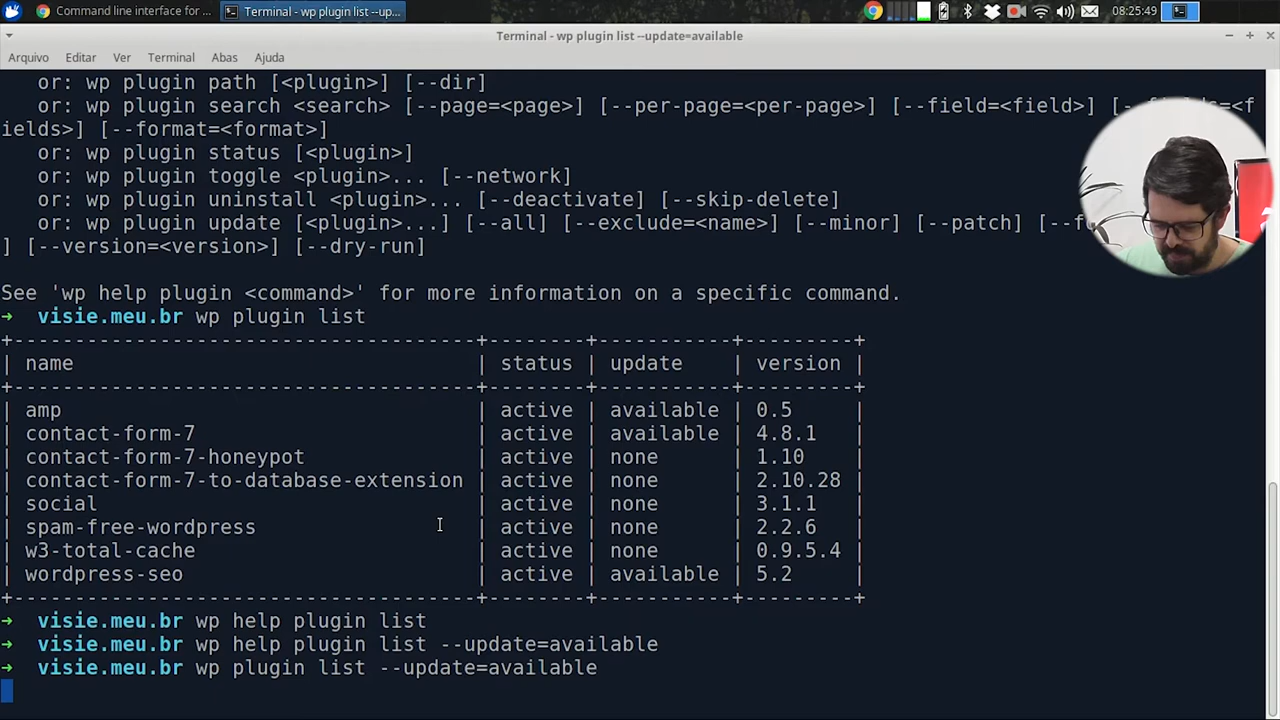 Command line interface for ...
Terminal - wp plugin list --up...
08:25:49
Terminal - wp plugin list --update=available
Arquivo Editar Ver Terminal Abas Ajuda
or: wp plugin path [<plugin>] [--dir]
or: wp plugin search <search> [--page=<page>] [--per-page=<per-page>] [--field=<field>] [--fields=<f
ields>] [--format=<format>]
or: wp plugin status [<plugin>]
or: wp plugin toggle <plugin>... [--network]
or: wp plugin uninstall <plugin>... [--deactivate] [--skip-delete]
or: wp plugin update [<plugin>...] [--all] [--exclude=<name>] [--minor] [--patch]
] [--version=<version>] [--dry-run]
See 'wp help plugin <command>' for more information on a specific command.
→ visie.meu.br wp plugin list
+---------------------------------------+--------+-----------+---------+
| name | status | update | version |
+---------------------------------------+--------+-----------+---------+
| amp | active | available | 0.5 |
| contact-form-7 | active | available | 4.8.1 |
| contact-form-7-honeypot | active | none | 1.10 |
| contact-form-7-to-database-extension | active | none | 2.10.28 |
| social | active | none | 3.1.1 |
| spam-free-wordpress | active | none | 2.2.6 |
| w3-total-cache | active | none | 0.9.5.4 |
| wordpress-seo | active | available | 5.2 |
+---------------------------------------+--------+-----------+---------+
→ visie.meu.br wp help plugin list
→ visie.meu.br wp help plugin list --update=available
→ visie.meu.br wp plugin list --update=available